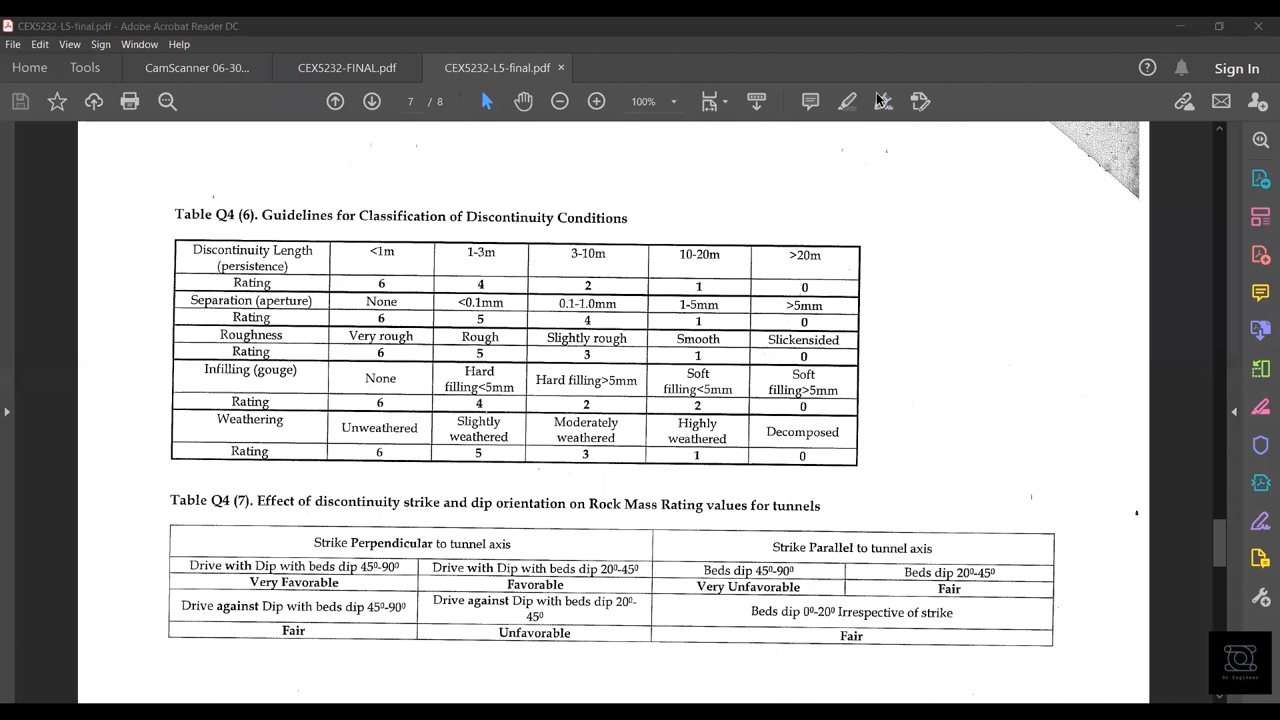 CEX5232-L5-final.pdf - Adobe Acrobat Reader DC
File Edit View Sign Window Help
Home Tools CamScanner 06-30... CEX5232-FINAL.pdf CEX5232-L5-final.pdf × Sign In
7 / 8 100%
Table Q4 (6). Guidelines for Classification of Discontinuity Conditions
Discontinuity Length (persistence) <1m 1-3m 3-10m 10-20m >20m
Rating 6 4 2 1 0
Separation (aperture) None <0.1mm 0.1-1.0mm 1-5mm >5mm
Rating 6 5 4 1 0
Roughness Very rough Rough Slightly rough Smooth Slickensided
Rating 6 5 3 1 0
Infilling (gouge) None Hard filling<5mm Hard filling>5mm Soft filling<5mm Soft filling>5mm
Rating 6 4 2 2 0
Weathering Unweathered Slightly weathered Moderately weathered Highly weathered Decomposed
Rating 6 5 3 1 0
Table Q4 (7). Effect of discontinuity strike and dip orientation on Rock Mass Rating values for tunnels
Strike Perpendicular to tunnel axis Strike Parallel to tunnel axis
Drive with Dip with beds dip 45⁰-90⁰ Drive with Dip with beds dip 20⁰-45⁰ Beds dip 45⁰-90⁰ Beds dip 20⁰-45⁰
Very Favorable Favorable Very Unfavorable Fair
Drive against Dip with beds dip 45⁰-90⁰ Drive against Dip with beds dip 20⁰-45⁰ Beds dip 0⁰-20⁰ Irrespective of strike
Fair Unfavorable Fair
Dr.Engineer